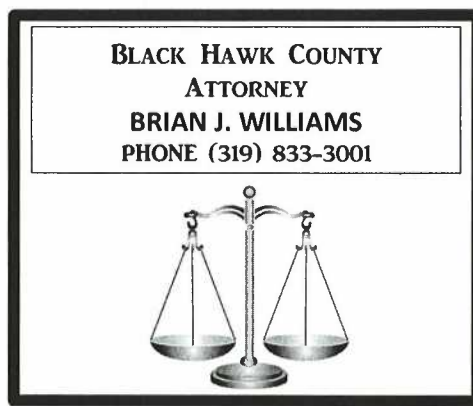 BLACK HAWK COUNTY
ATTORNEY
BRIAN J. WILLIAMS
PHONE (319) 833-3001